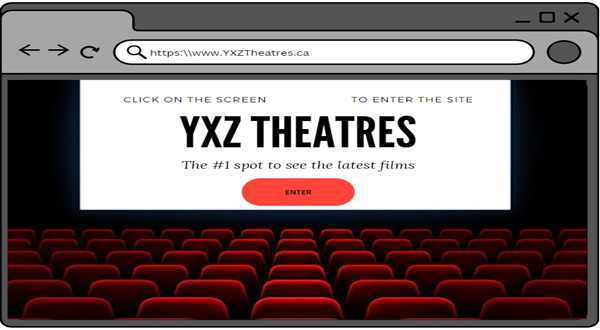 https:\\www.YXZTheatres.ca
CLICK ON THE SCREEN TO ENTER THE SITE
YXZ THEATRES
The #1 spot to see the latest films
ENTER